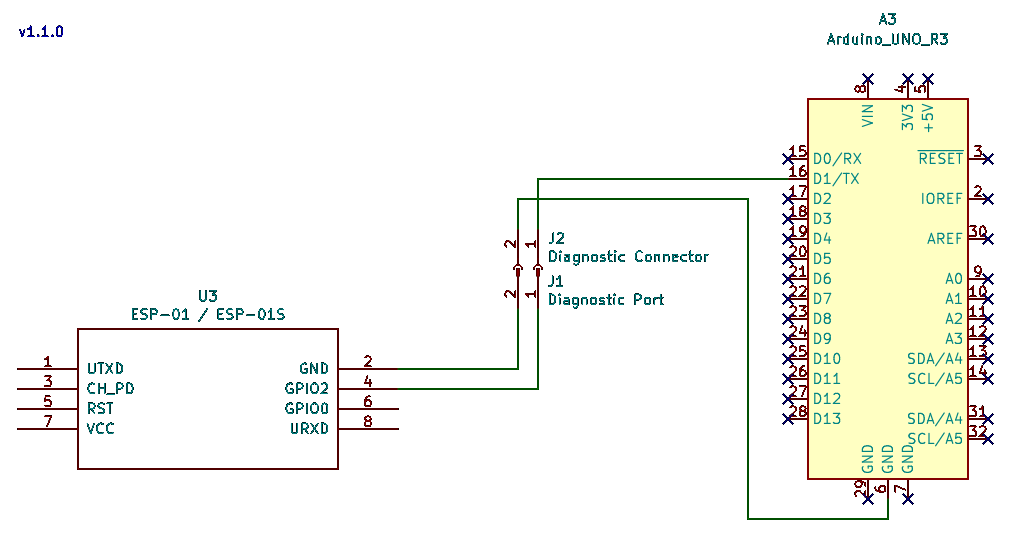 v1.1.0
A3
Arduino_UNO_R3
8
4
5
VIN
3V3
+5V
15 D0/RX
RESET 3
16 D1/TX
17 D2
IOREF 2
18 D3
19 D4
AREF 30
20 D5
21 D6
A0 9
22 D7
A1 10
23 D8
A2 11
24 D9
A3 12
25 D10
SDA/A4 13
26 D11
SCL/A5 14
27 D12
28 D13
SDA/A4 31
SCL/A5 32
GND
GND
GND
29
6
7
2
1
J2
Diagnostic Connector
J1
Diagnostic Port
2
1
U3
ESP-01 / ESP-01S
1 UTXD
GND 2
3 CH_PD
GPIO2 4
5 RST
GPIO0 6
7 VCC
URXD 8